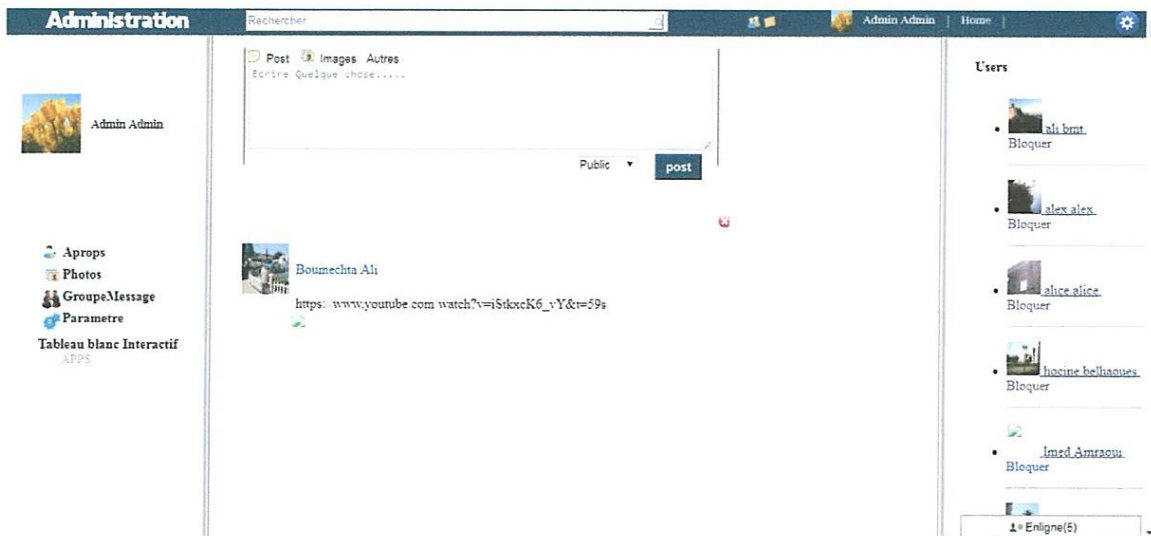 Administration
Rechercher
Admin Admin | Home |
Post Images Autres
Ecrire Quelque chose.....
Public
post
Admin Admin
Aprops
Photos
GroupeMessage
Parametre
Tableau blanc Interactif
APPS
Boumechta Ali
https: www.youtube.com watch?v=iStkxcK6_vY&t=59s
Users
ali bmt
Bloquer
alex alex
Bloquer
alice alice
Bloquer
hocine belhaoues
Bloquer
Imed Amraoui
Bloquer
Enligne(5)